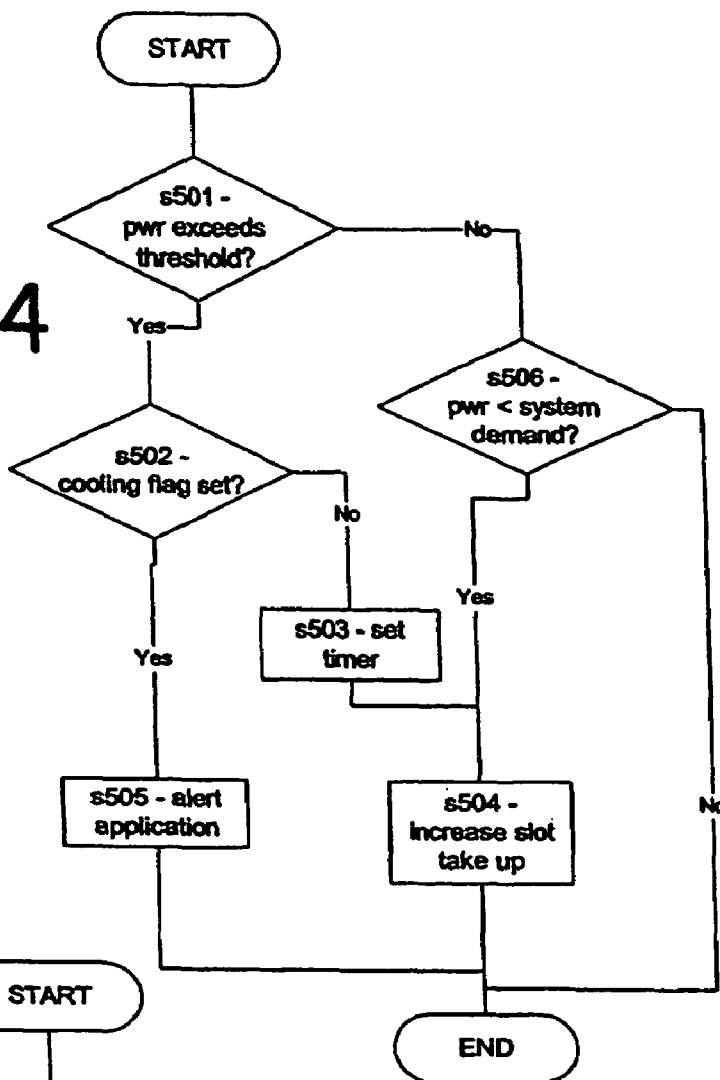 START
s501 -
pwr exceeds
threshold?
No
4
Yes
s506 -
pwr < system
demand?
s502 -
cooling flag set?
No
Yes
s503 - set
timer
Yes
s505 - alert
application
s504 -
increase slot
take up
No
START
END